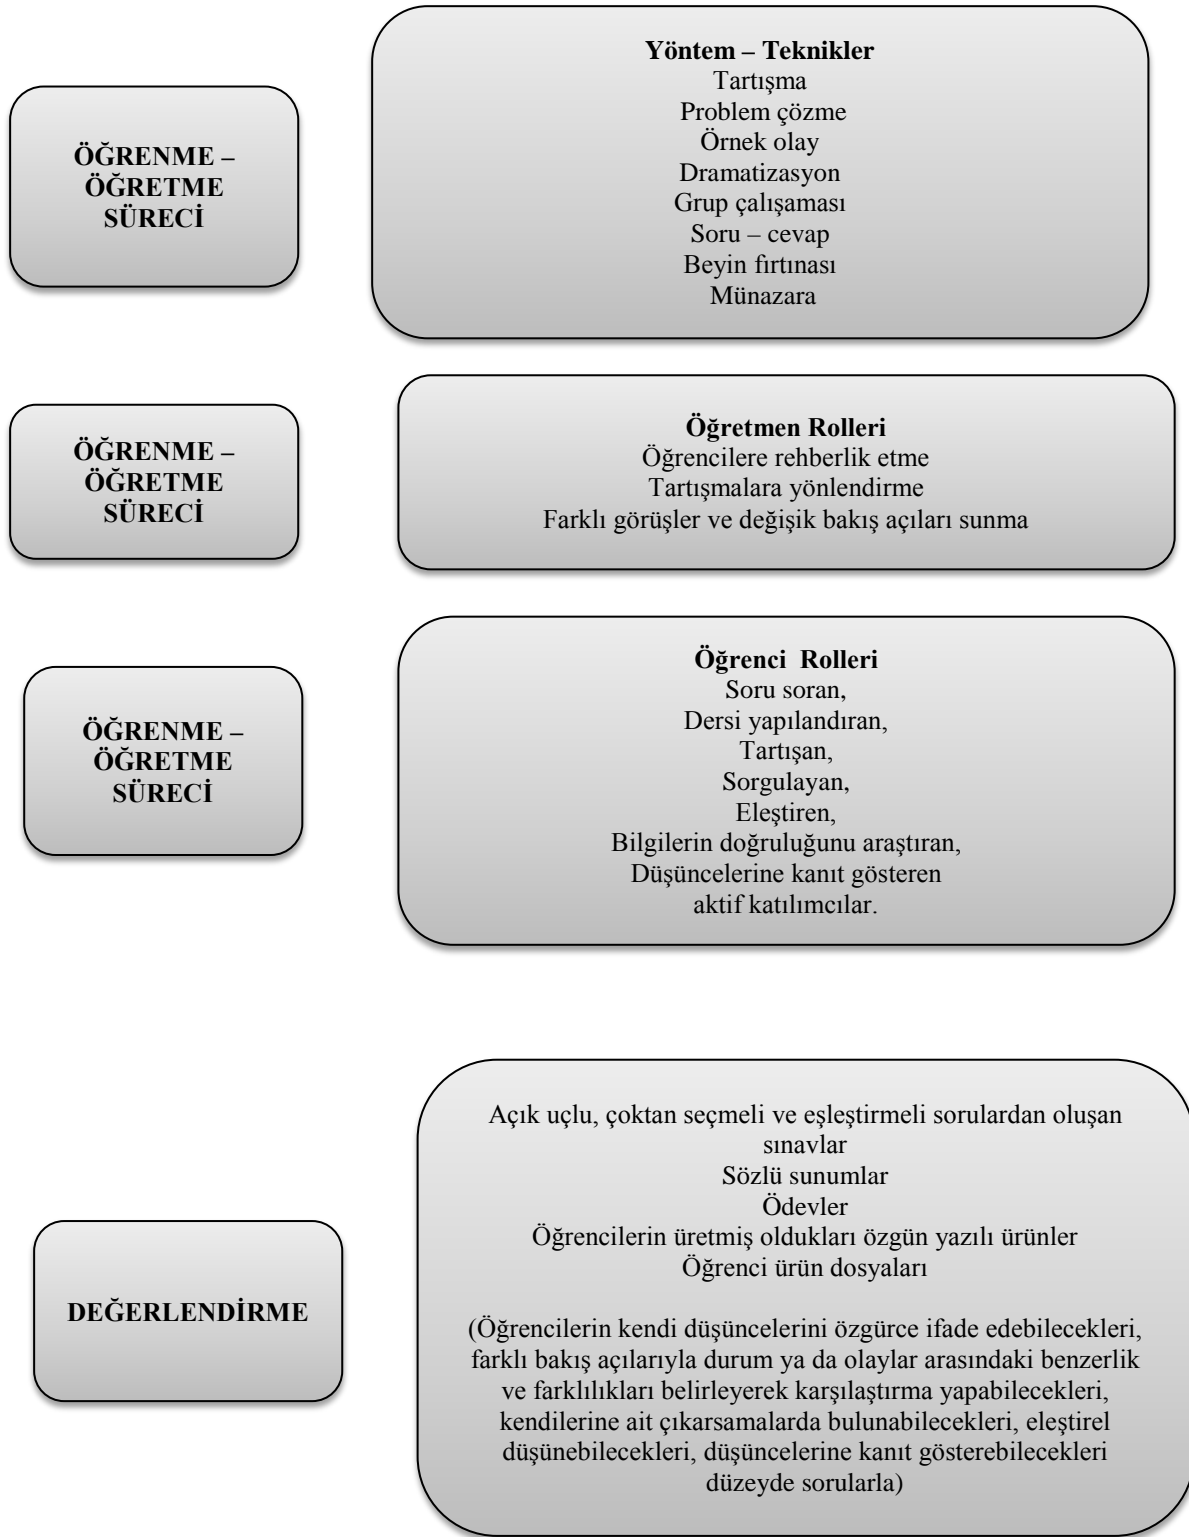 ÖĞRENME –
ÖĞRETME
SÜRECİ
Yöntem – Teknikler
Tartışma
Problem çözme
Örnek olay
Dramatizasyon
Grup çalışaması
Soru – cevap
Beyin fırtınası
Münazara
ÖĞRENME –
ÖĞRETME
SÜRECİ
Öğretmen Rolleri
Öğrencilere rehberlik etme
Tartışmalara yönlendirme
Farklı görüşler ve değişik bakış açıları sunma
ÖĞRENME –
ÖĞRETME
SÜRECİ
Öğrenci Rolleri
Soru soran,
Dersi yapılandıran,
Tartışan,
Sorgulayan,
Eleştiren,
Bilgilerin doğruluğunu araştıran,
Düşüncelerine kanıt gösteren
aktif katılımcılar.
DEĞERLENDİRME
Açık uçlu, çoktan seçmeli ve eşleştirmeli sorulardan oluşan
sınavlar
Sözlü sunumlar
Ödevler
Öğrencilerin üretmiş oldukları özgün yazılı ürünler
Öğrenci ürün dosyaları
(Öğrencilerin kendi düşüncelerini özgürce ifade edebilecekleri,
farklı bakış açılarıyla durum ya da olaylar arasındaki benzerlik
ve farklılıkları belirleyerek karşılaştırma yapabilecekleri,
kendilerine ait çıkarsamalarda bulunabilecekleri, eleştirel
düşünebilecekleri, düşüncelerine kanıt gösterebilecekleri
düzeyde sorularla)